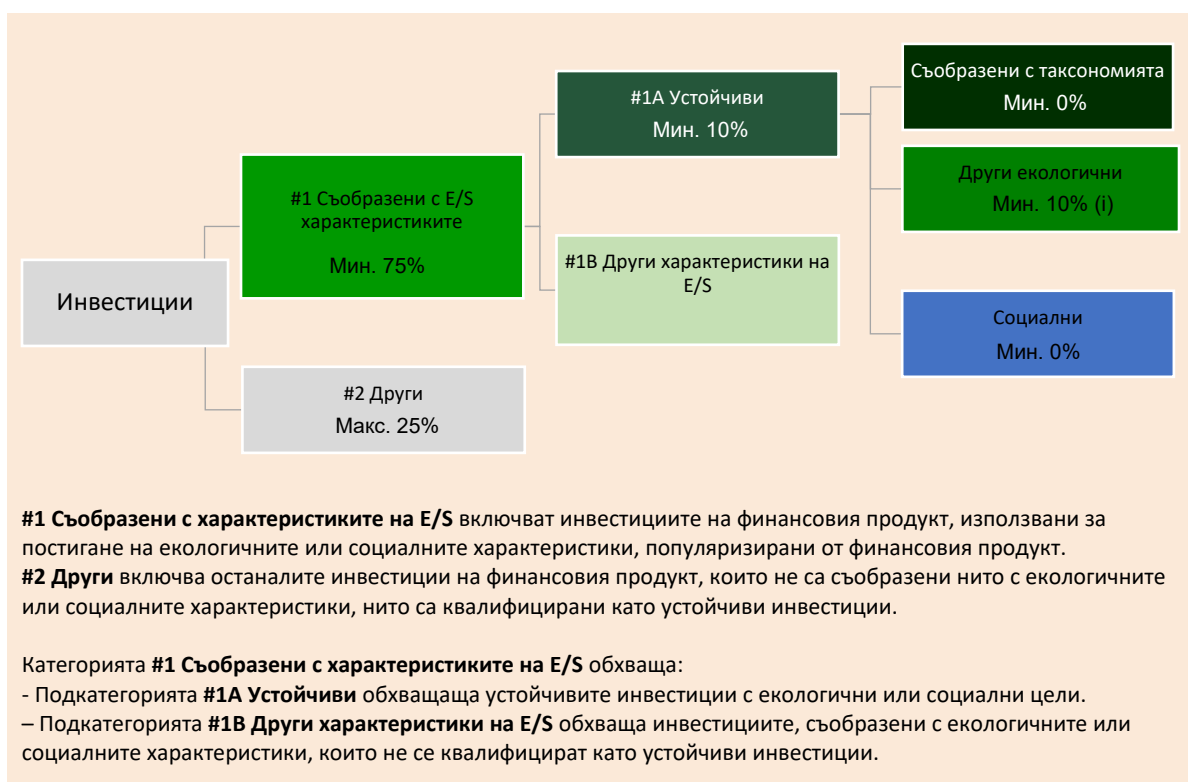 Съобразени с таксономията
Мин. 0%
#1A Устойчиви
Мин. 10%
Други екологични
Мин. 10% (i)
#1 Съобразени с E/S
характеристиките
Мин. 75%
#1B Други характеристики на
E/S
Инвестиции
Социални
Мин. 0%
#2 Други
Макс. 25%
#1 Съобразени с характеристиките на E/S включват инвестициите на финансовия продукт, използвани за
постигане на екологичните или социалните характеристики, популяризирани от финансовия продукт.
#2 Други включва останалите инвестиции на финансовия продукт, които не са съобразени нито с екологичните
или социалните характеристики, нито са квалифицирани като устойчиви инвестиции.
Категорията #1 Съобразени с характеристиките на E/S обхваща:
- Подкатегорията #1A Устойчиви обхващаща устойчивите инвестиции с екологични или социални цели.
– Подкатегорията #1B Други характеристики на E/S обхваща инвестициите, съобразени с екологичните или
социалните характеристики, които не се квалифицират като устойчиви инвестиции.